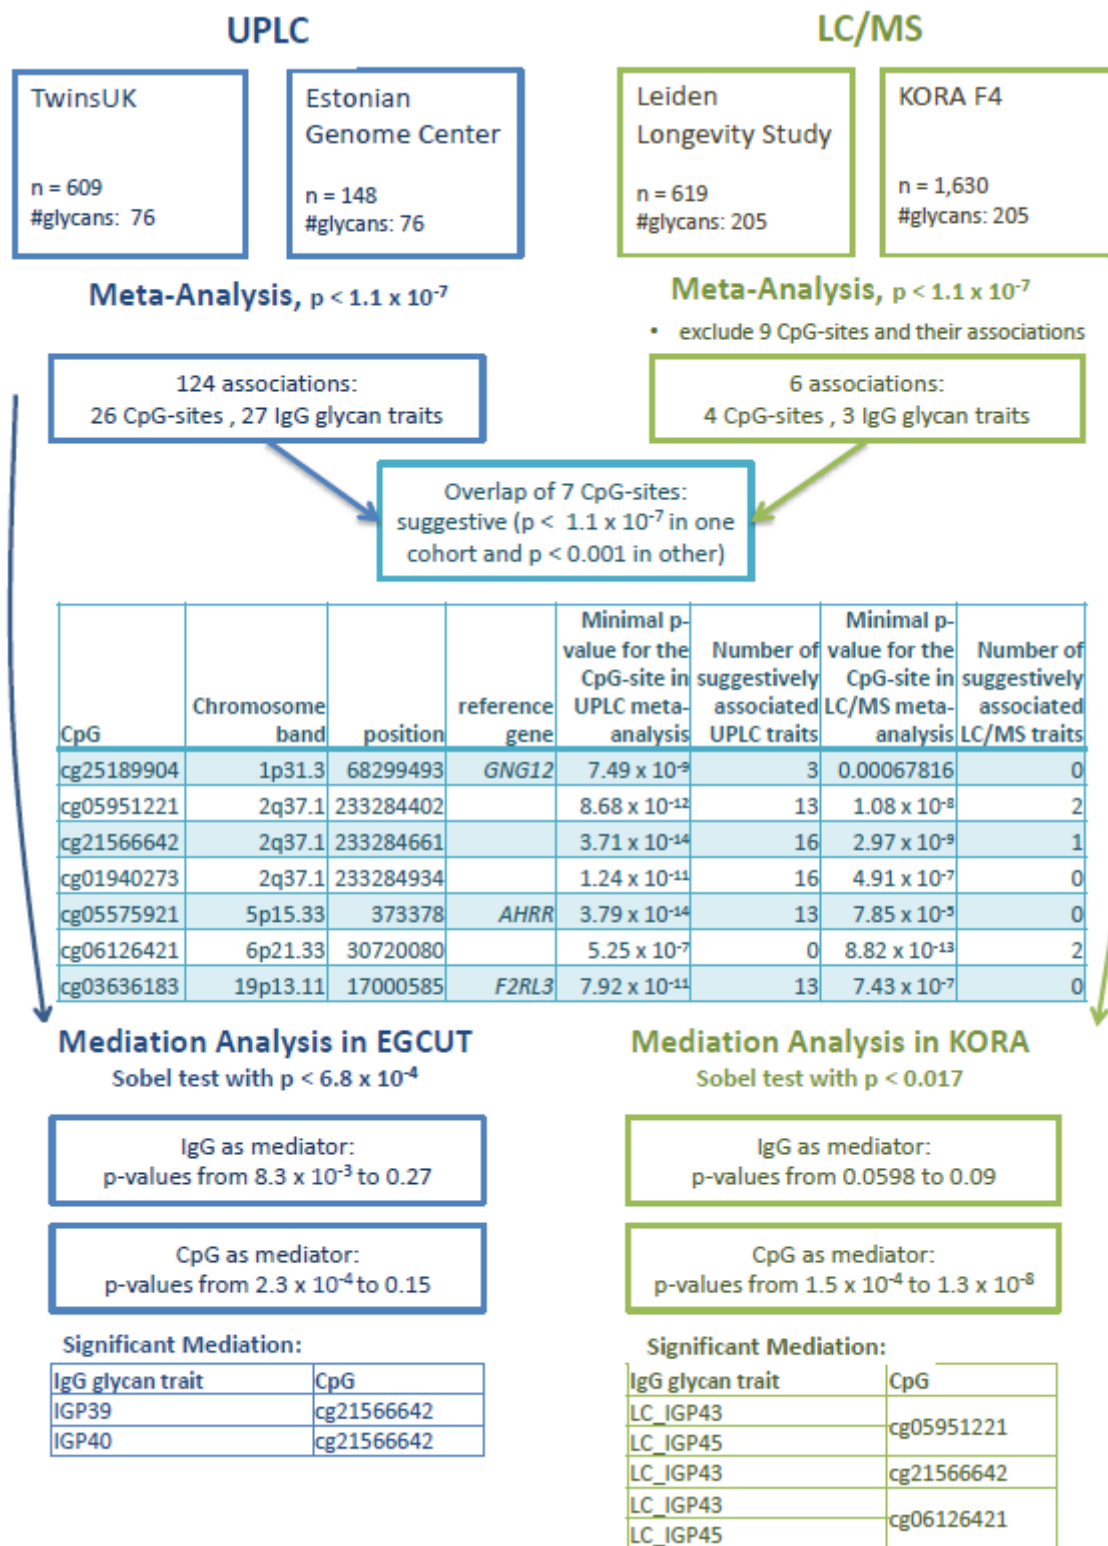 UPLC
LC/MS
TwinsUK
n = 609
#glycans: 76
Estonian
Genome Center
n = 148
#glycans: 76
Leiden
Longevity Study
n = 619
#glycans: 205
KORA F4
n = 1,630
#glycans: 205
Meta-Analysis, p < 1.1 x 10⁻⁷
Meta-Analysis, p < 1.1 x 10⁻⁷
• exclude 9 CpG-sites and their associations
124 associations:
26 CpG-sites , 27 IgG glycan traits
6 associations:
4 CpG-sites , 3 IgG glycan traits
Overlap of 7 CpG-sites:
suggestive (p < 1.1 x 10⁻⁷ in one
cohort and p < 0.001 in other)
CpG
Chromosome
band
position
reference
gene
Minimal p-
value for the
CpG-site in
UPLC meta-
analysis
Number of
suggestively
associated
UPLC traits
Minimal p-
value for the
CpG-site in
LC/MS meta-
analysis
Number of
suggestively
associated
LC/MS traits
cg25189904 1p31.3 68299493 GNG12 7.49 x 10⁻⁹ 3 0.00067816 0
cg05951221 2q37.1 233284402 8.68 x 10⁻¹² 13 1.08 x 10⁻⁸ 2
cg21566642 2q37.1 233284661 3.71 x 10⁻¹⁴ 16 2.97 x 10⁻⁹ 1
cg01940273 2q37.1 233284934 1.24 x 10⁻¹¹ 16 4.91 x 10⁻⁷ 0
cg05575921 5p15.33 373378 AHRR 3.79 x 10⁻¹⁴ 13 7.85 x 10⁻⁵ 0
cg06126421 6p21.33 30720080 5.25 x 10⁻⁷ 0 8.82 x 10⁻¹³ 2
cg03636183 19p13.11 17000585 F2RL3 7.92 x 10⁻¹¹ 13 7.43 x 10⁻⁷ 0
Mediation Analysis in EGCUT
Sobel test with p < 6.8 x 10⁻⁴
IgG as mediator:
p-values from 8.3 x 10⁻³ to 0.27
CpG as mediator:
p-values from 2.3 x 10⁻⁴ to 0.15
Significant Mediation:
IgG glycan trait CpG
IGP39 cg21566642
IGP40 cg21566642
Mediation Analysis in KORA
Sobel test with p < 0.017
IgG as mediator:
p-values from 0.0598 to 0.09
CpG as mediator:
p-values from 1.5 x 10⁻⁴ to 1.3 x 10⁻⁸
Significant Mediation:
IgG glycan trait CpG
LC_IGP43
cg05951221
LC_IGP45
LC_IGP43 cg21566642
LC_IGP43
cg06126421
LC_IGP45